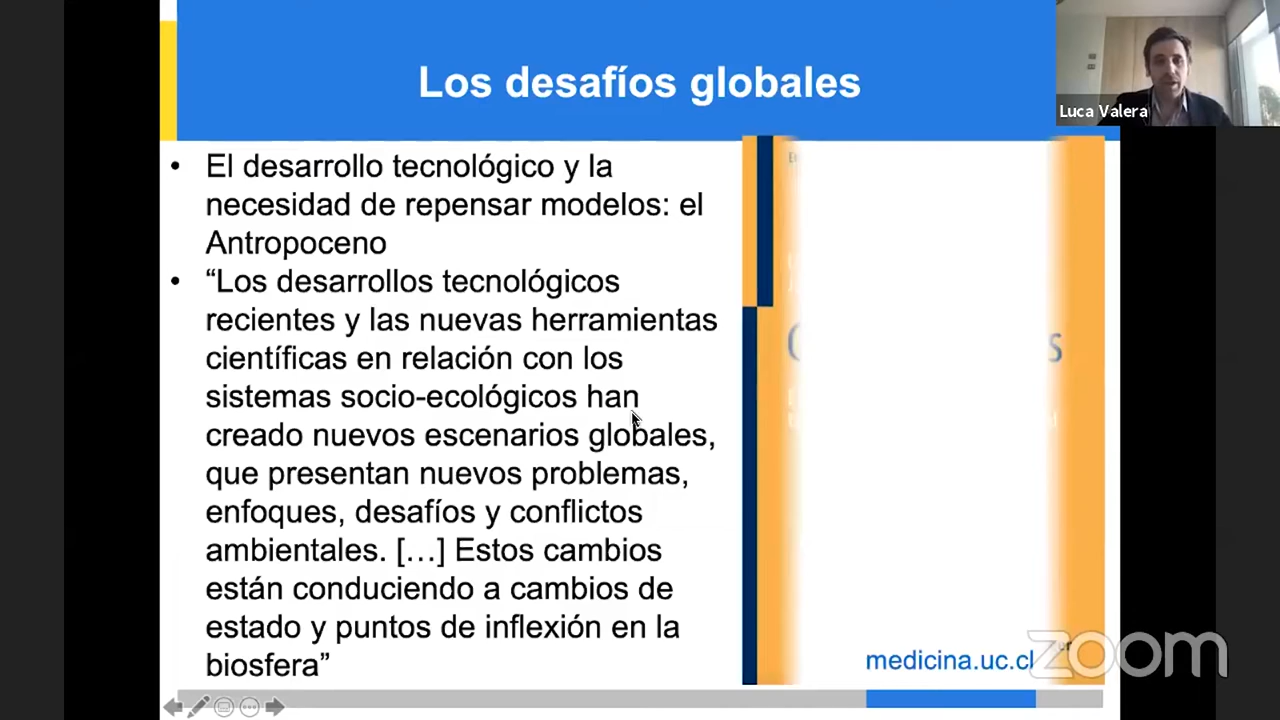 Los desafíos globales
Luca Valera
• El desarrollo tecnológico y la
necesidad de repensar modelos: el
Antropoceno
• “Los desarrollos tecnológicos
recientes y las nuevas herramientas
científicas en relación con los
sistemas socio-ecológicos han
creado nuevos escenarios globales,
que presentan nuevos problemas,
enfoques, desafíos y conflictos
ambientales. […] Estos cambios
están conduciendo a cambios de
estado y puntos de inflexión en la
biosfera”
medicina.uc.cl
zoom